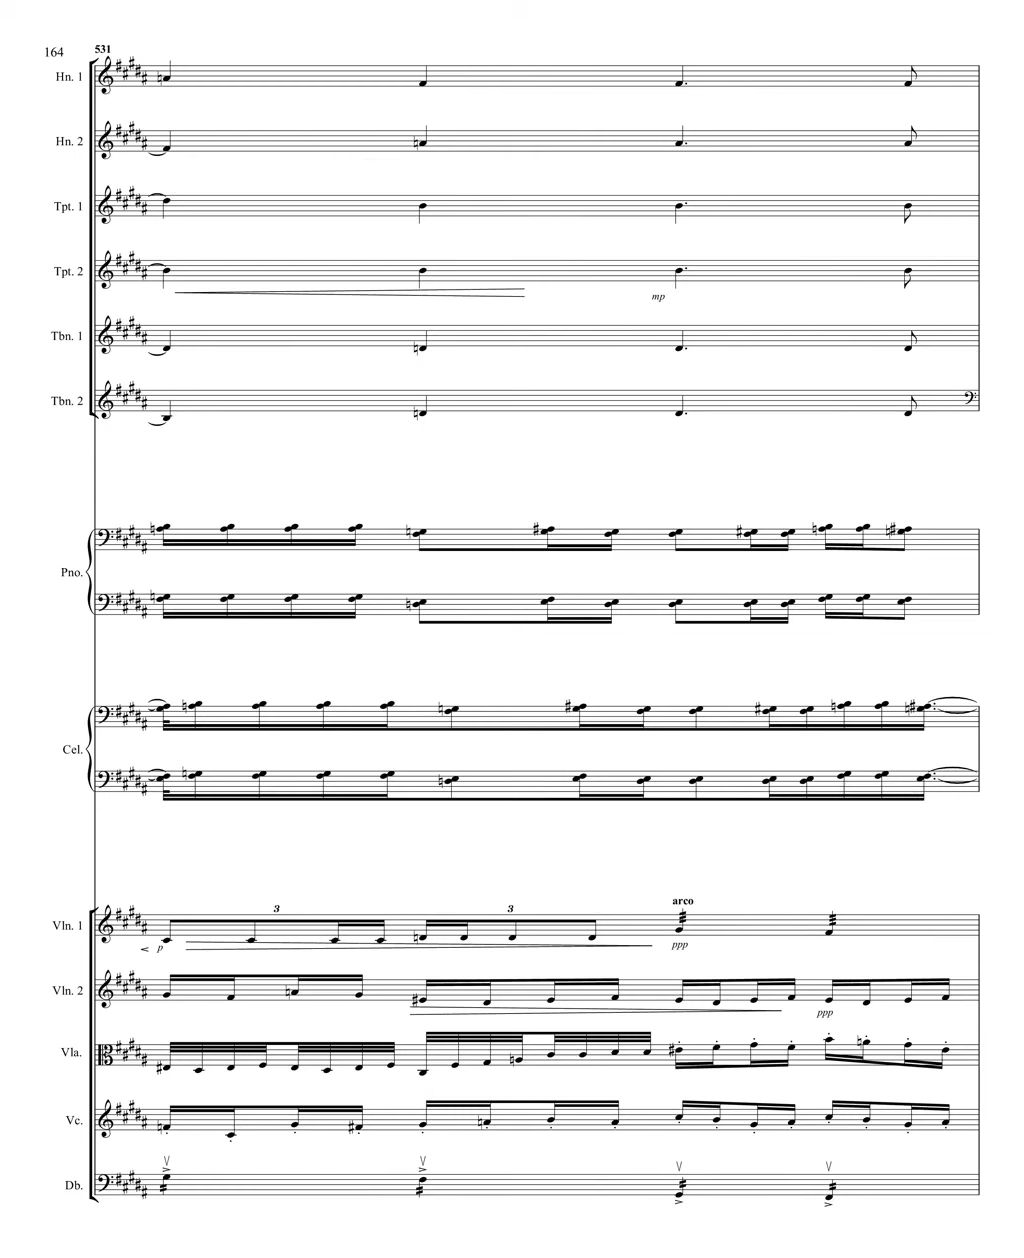 164
531
Hn. 1
Hn. 2
Tpt. 1
Tpt. 2
mp
Tbn. 1
Tbn. 2
Pno.
Cel.
3 3 arco
Vln. 1
p ppp
Vln. 2
ppp
Vla.
Vc.
Db.